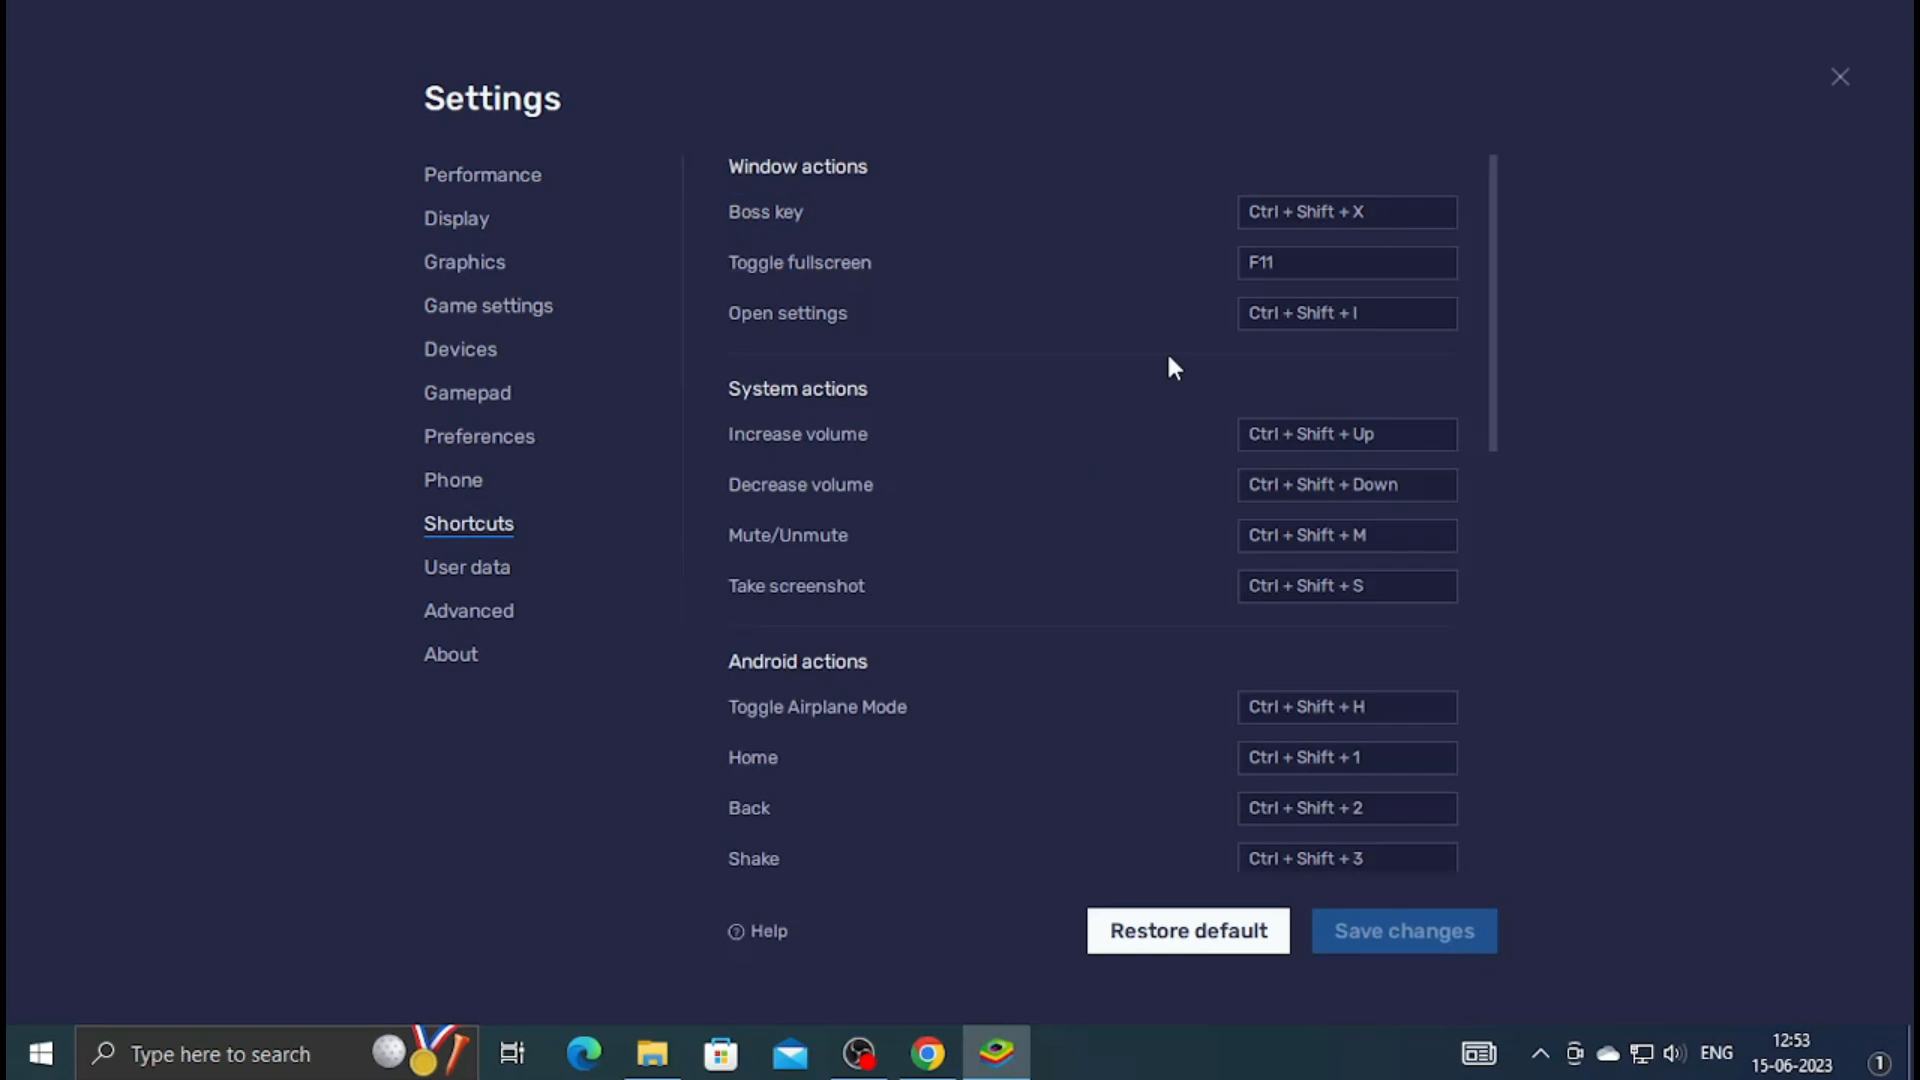 Settings
Performance
Display
Graphics
Game settings
Devices
Gamepad
Preferences
Phone
Shortcuts
User data
Advanced
About
Window actions
Boss key Ctrl + Shift + X
Toggle fullscreen F11
Open settings Ctrl + Shift + I
System actions
Increase volume Ctrl + Shift + Up
Decrease volume Ctrl + Shift + Down
Mute/Unmute Ctrl + Shift + M
Take screenshot Ctrl + Shift + S
Android actions
Toggle Airplane Mode Ctrl + Shift + H
Home Ctrl + Shift + 1
Back Ctrl + Shift + 2
Shake Ctrl + Shift + 3
Help Restore default Save changes
Type here to search
ENG
12:53
15-06-2023
1